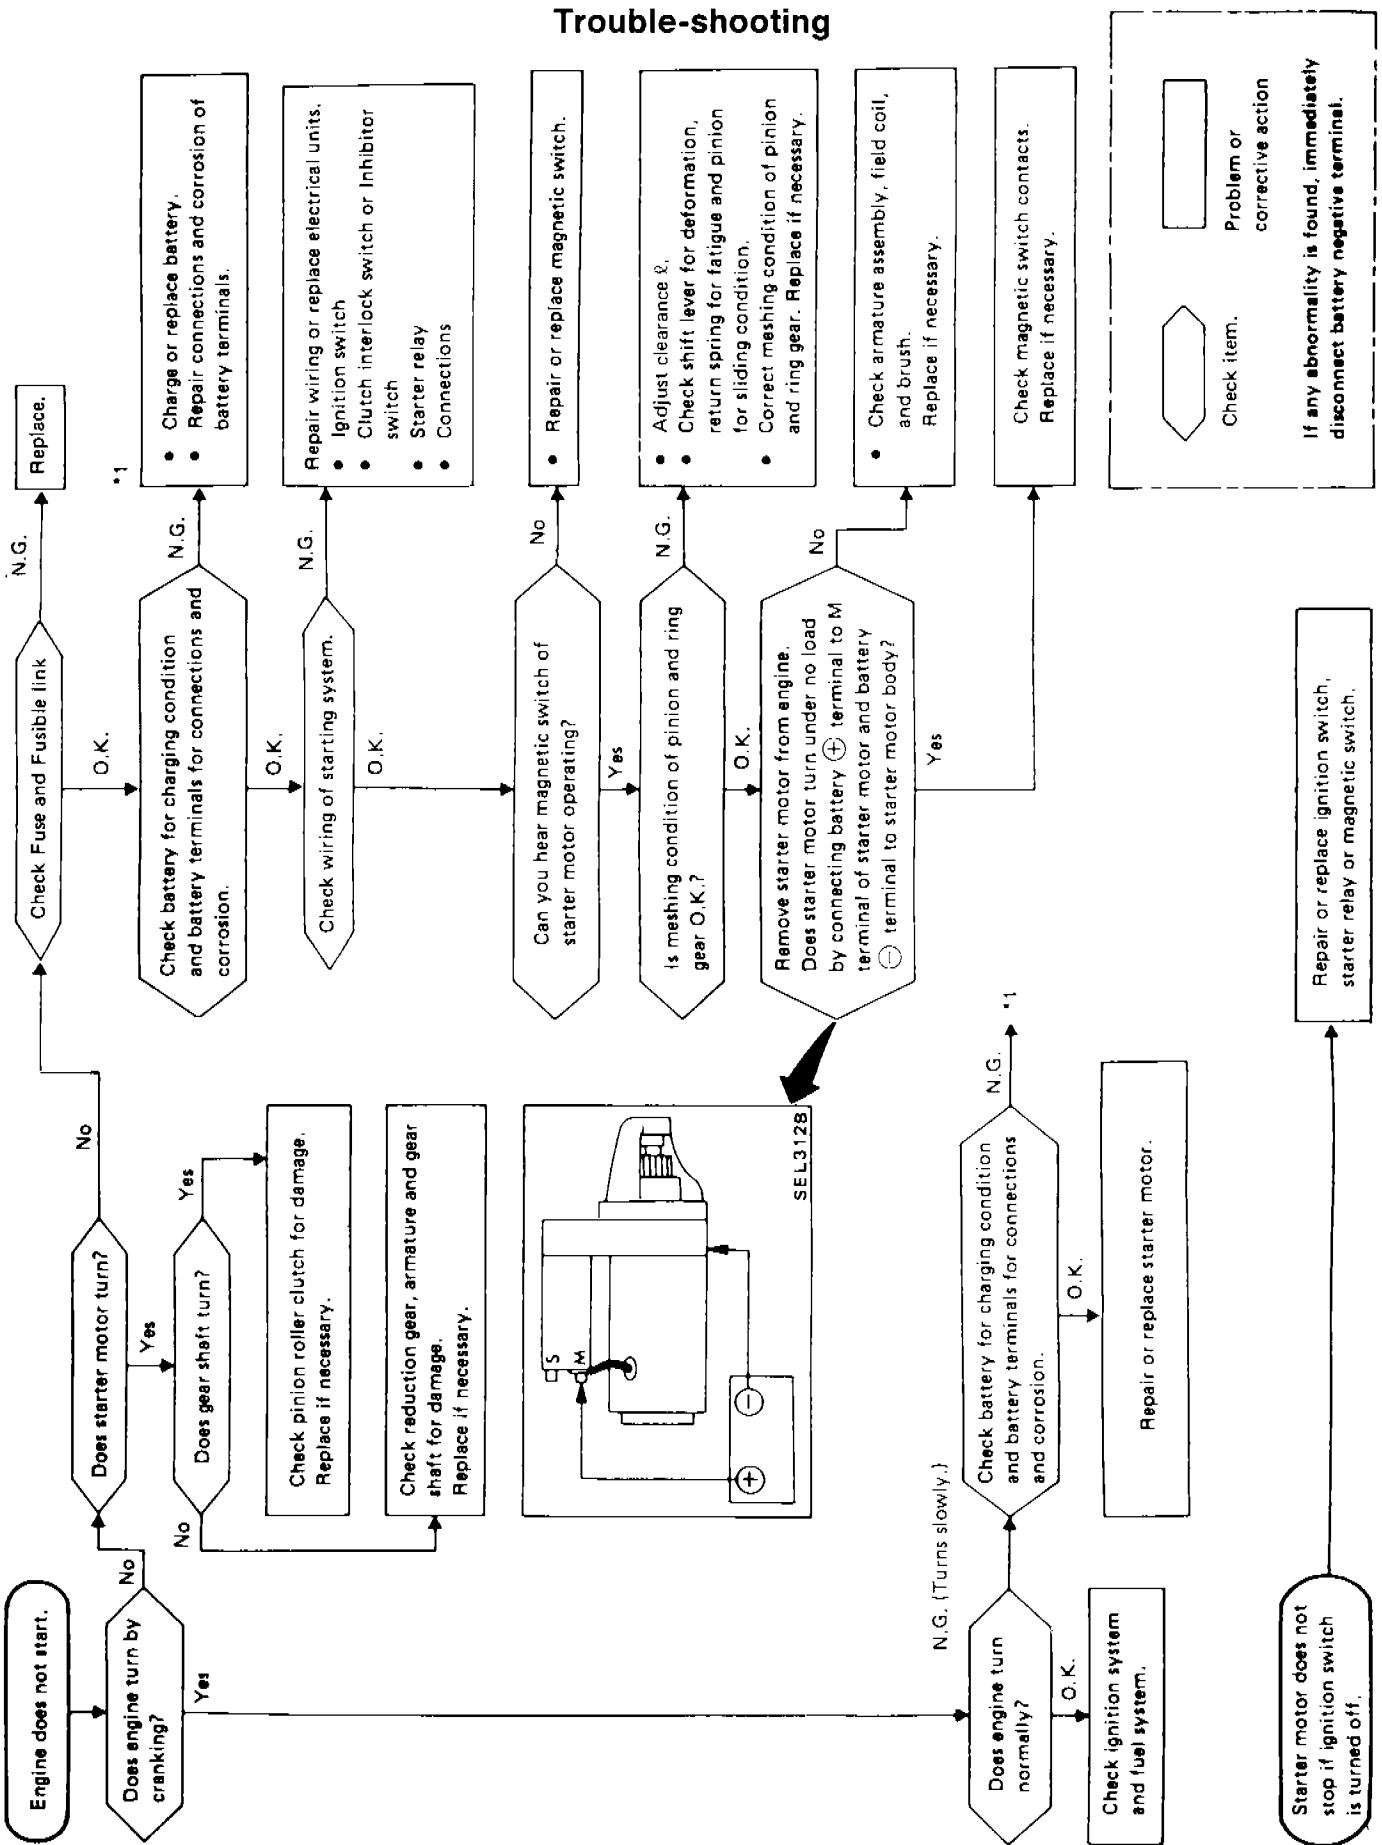 Trouble-shooting
Engine does not start.
Does engine turn by
cranking?
No
Yes
Does starter motor turn?
No
Yes
Does gear shaft turn?
Yes
No
Check pinion roller clutch for damage.
Replace if necessary.
Check reduction gear, armature and gear
shaft for damage.
Replace if necessary.
S
M
SEL312B
Check Fuse and Fusible link
N.G.
Replace.
O.K.
Check battery for charging condition
and battery terminals for connections and
corrosion.
N.G.
*1
• Charge or replace battery.
• Repair connections and corrosion of
battery terminals.
O.K.
Check wiring of starting system.
N.G.
Repair wiring or replace electrical units.
• Ignition switch
• Clutch interlock switch or Inhibitor
switch
• Starter relay
• Connections
O.K.
Can you hear magnetic switch of
starter motor operating?
No
• Repair or replace magnetic switch.
Yes
Is meshing condition of pinion and ring
gear O.K.?
N.G.
• Adjust clearance ℓ.
• Check shift lever for deformation,
return spring for fatigue and pinion
for sliding condition.
• Correct meshing condition of pinion
and ring gear. Replace if necessary.
O.K.
Remove starter motor from engine.
Does starter motor turn under no load
by connecting battery ⊕ terminal to M
terminal of starter motor and battery
⊖ terminal to starter motor body?
No
• Check armature assembly, field coil,
and brush.
Replace if necessary.
Yes
Check magnetic switch contacts.
Replace if necessary.
Does engine turn
normally?
N.G. (Turns slowly.)
O.K.
Check ignition system
and fuel system.
Check battery for charging condition
and battery terminals for connections
and corrosion.
N.G.
*1
O.K.
Repair or replace starter motor.
Starter motor does not
stop if ignition switch
is turned off.
Repair or replace ignition switch,
starter relay or magnetic switch.
Check item.
Problem or
corrective action
If any abnormality is found, immediately
disconnect battery negative terminal.